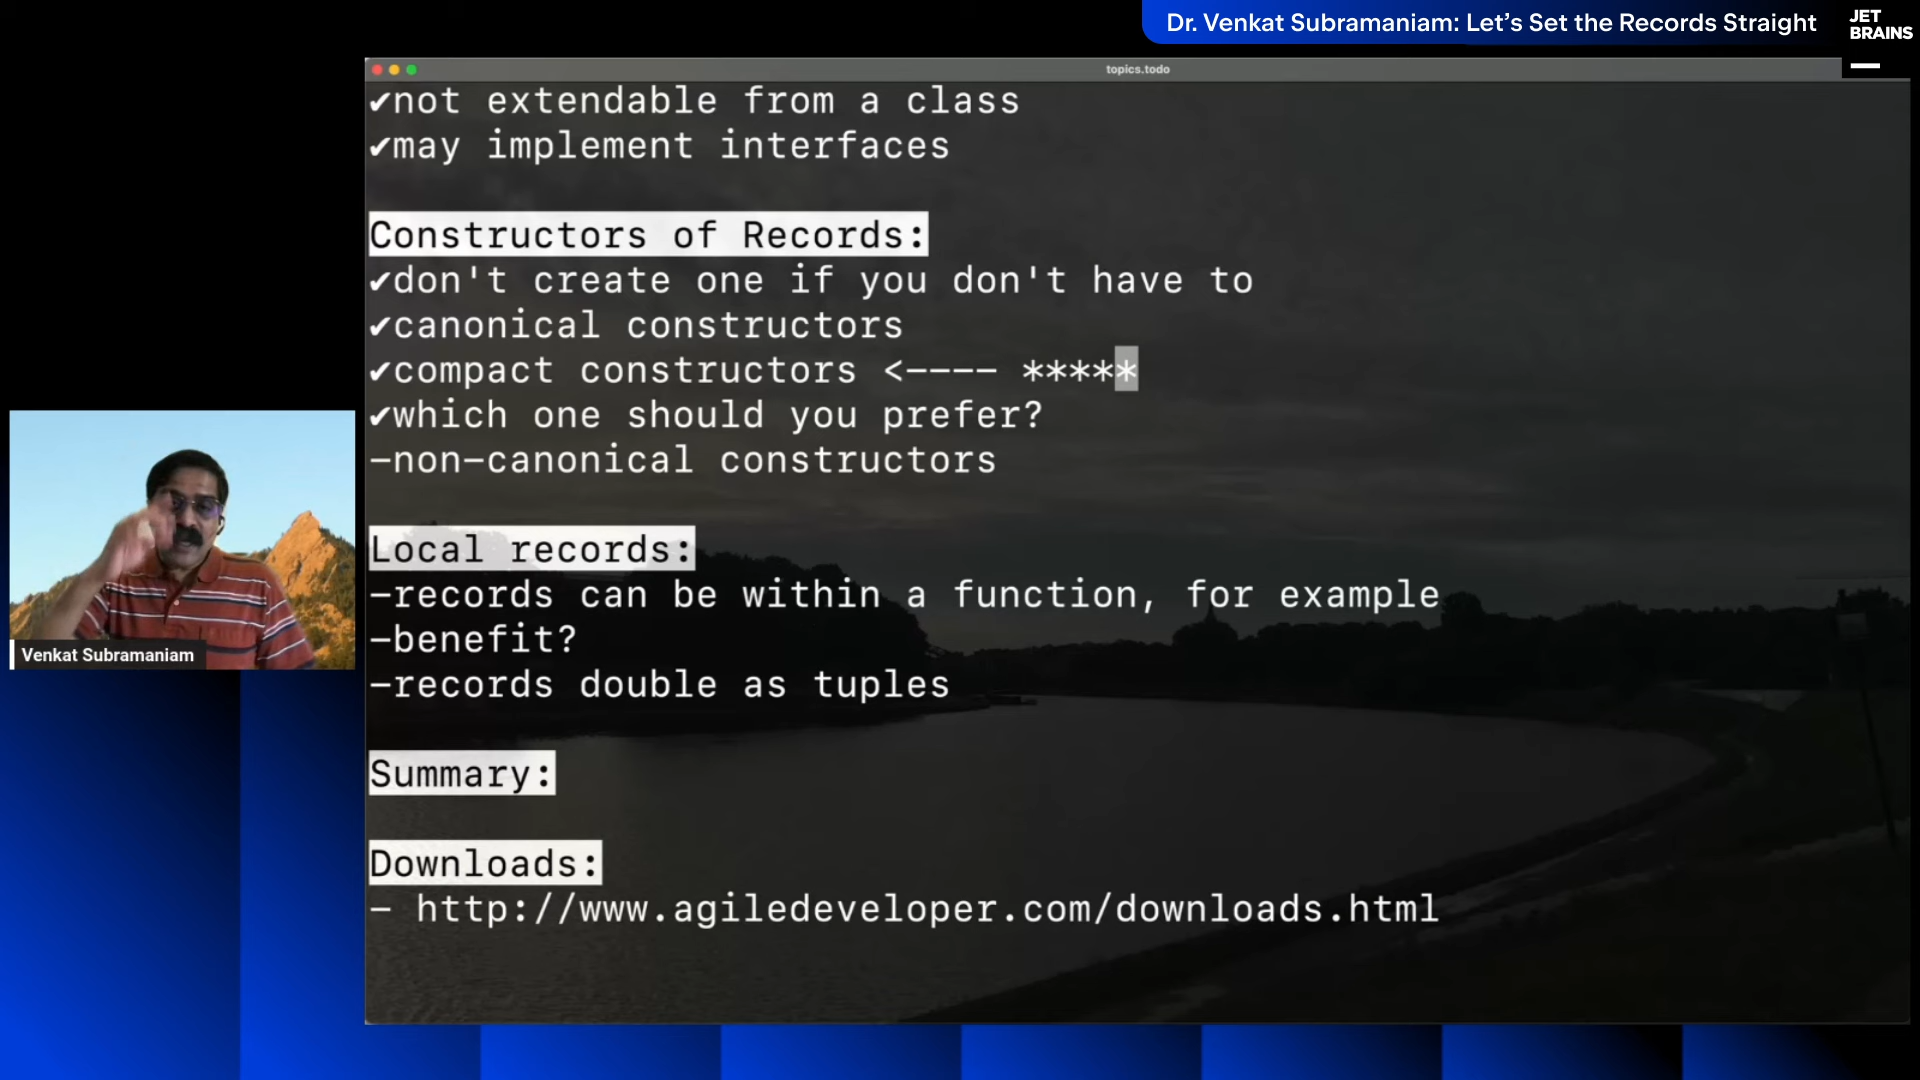 Dr. Venkat Subramaniam: Let’s Set the Records Straight
JET
BRAINS
topics.todo
✔not extendable from a class
✔may implement interfaces
Constructors of Records:
✔don't create one if you don't have to
✔canonical constructors
✔compact constructors <---- *****
✔which one should you prefer?
-non-canonical constructors
Local records:
-records can be within a function, for example
-benefit?
-records double as tuples
Summary:
Downloads:
- http://www.agiledeveloper.com/downloads.html
Venkat Subramaniam